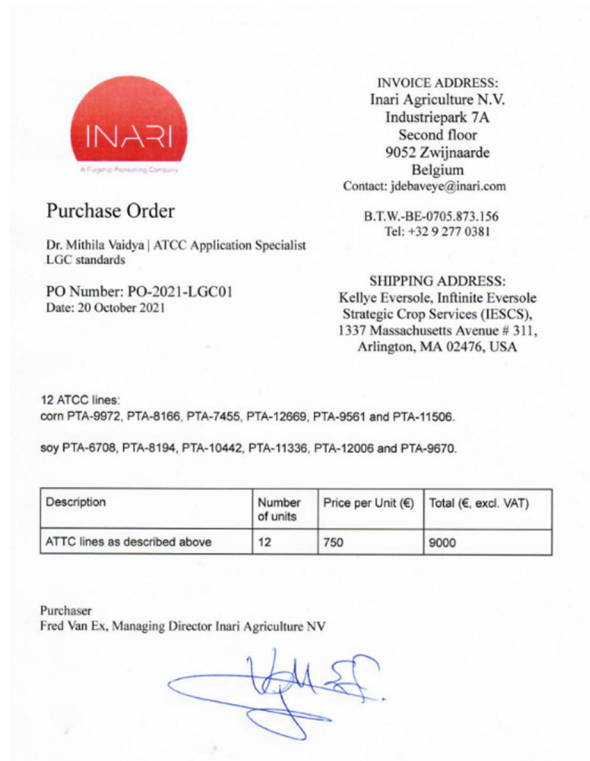 INARI
A Flagship Pioneering Company
INVOICE ADDRESS:
Inari Agriculture N.V.
Industriepark 7A
Second floor
9052 Zwijnaarde
Belgium
Contact: jdebaveye@inari.com
B.T.W.-BE-0705.873.156
Tel: +32 9 277 0381
Purchase Order
Dr. Mithila Vaidya | ATCC Application Specialist
LGC standards
PO Number: PO-2021-LGC01
Date: 20 October 2021
SHIPPING ADDRESS:
Kellye Eversole, Inftinite Eversole
Strategic Crop Services (IESCS),
1337 Massachusetts Avenue # 311,
Arlington, MA 02476, USA
12 ATCC lines:
corn PTA-9972, PTA-8166, PTA-7455, PTA-12669, PTA-9561 and PTA-11506.
soy PTA-6708, PTA-8194, PTA-10442, PTA-11336, PTA-12006 and PTA-9670.
Description Number of units Price per Unit (€) Total (€, excl. VAT)
ATTC lines as described above 12 750 9000
Purchaser
Fred Van Ex, Managing Director Inari Agriculture NV